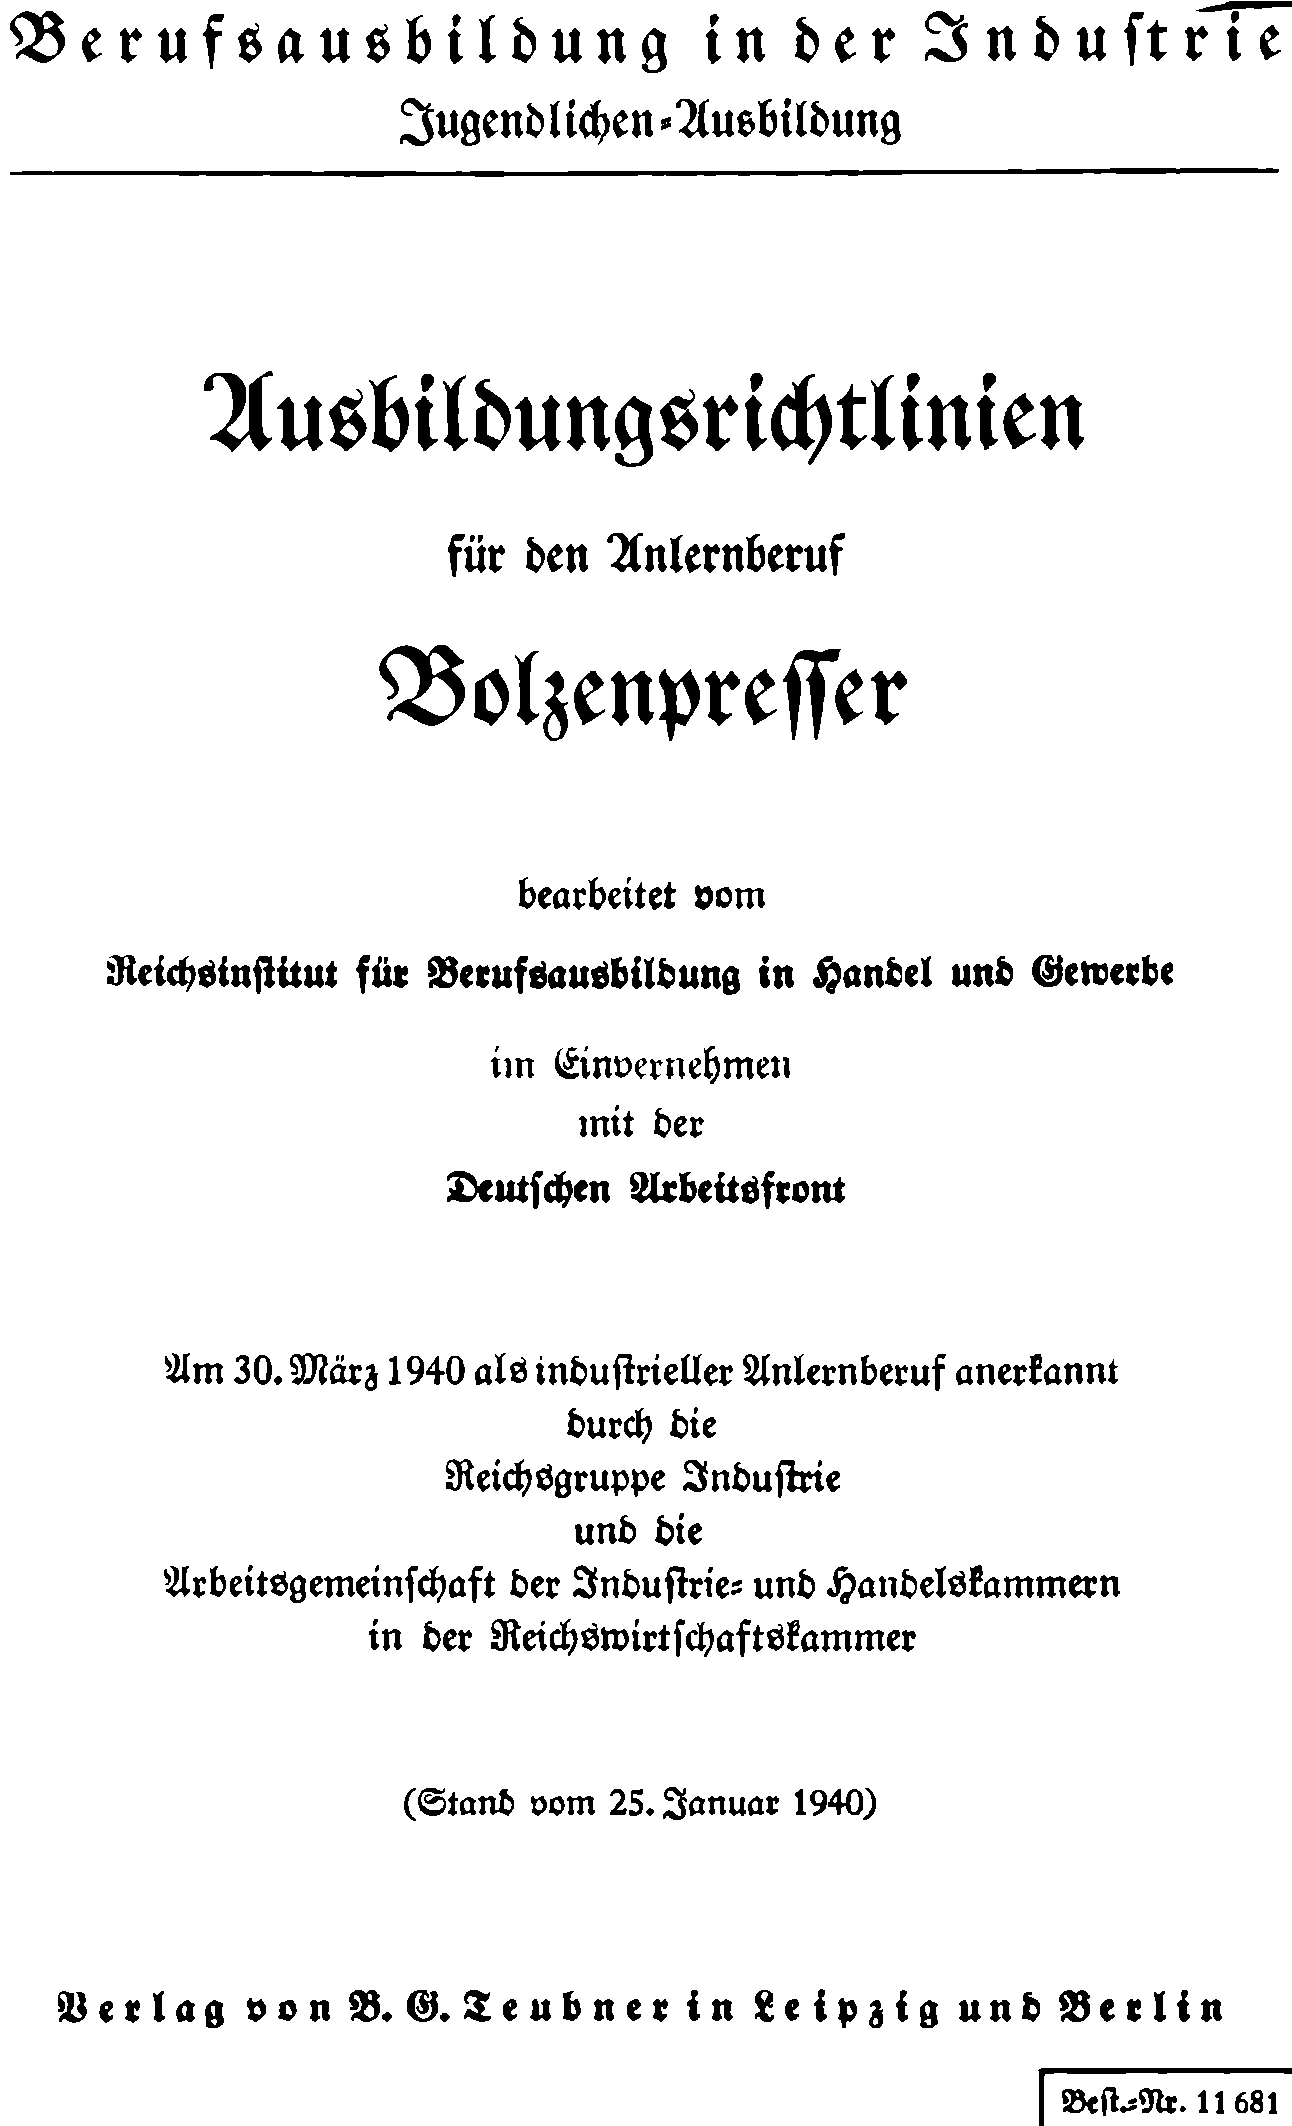 Berufsausbildung in der Industrie
Jugendlichen-Ausbildung
Ausbildungsrichtlinien
für den Anlernberuf
Bolzenpresser
bearbeitet vom
Reichsinstitut für Berufsausbildung in Handel und Gewerbe
im Einvernehmen
mit der
Deutschen Arbeitsfront
Am 30. März 1940 als industrieller Anlernberuf anerkannt
durch die
Reichsgruppe Industrie
und die
Arbeitsgemeinschaft der Industrie- und Handelskammern
in der Reichswirtschaftskammer
(Stand vom 25. Januar 1940)
Verlag von B. G. Teubner in Leipzig und Berlin
Best.-Nr. 11 681